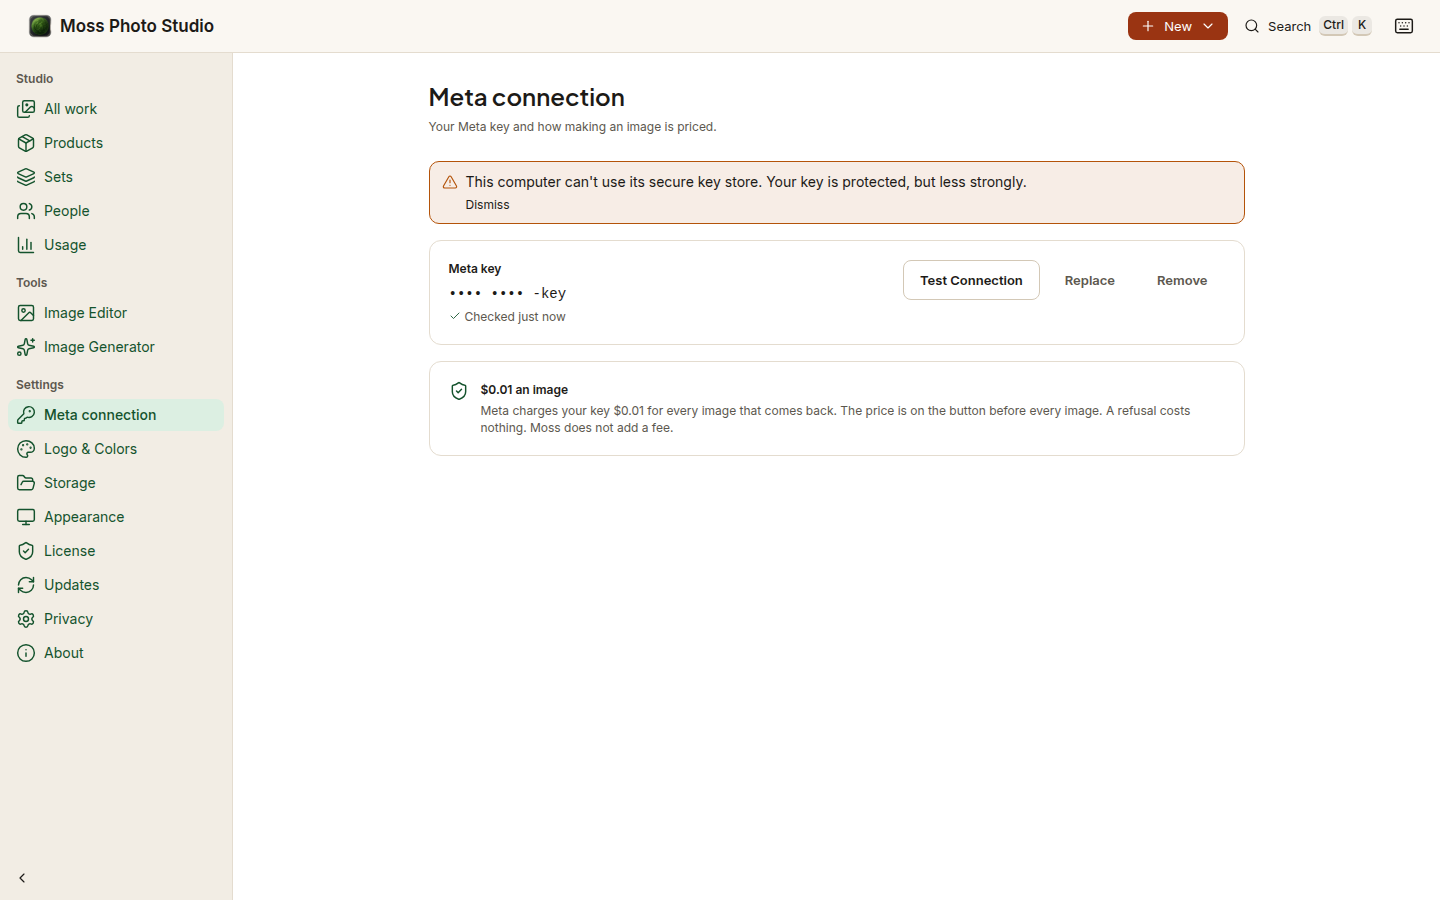 Moss Photo Studio
New
Search
Ctrl
K
Studio
All work
Products
Sets
People
Usage
Tools
Image Editor
Image Generator
Settings
Meta connection
Logo & Colors
Storage
Appearance
License
Updates
Privacy
About
Meta connection
Your Meta key and how making an image is priced.
This computer can't use its secure key store. Your key is protected, but less strongly.
Dismiss
Meta key
•••• •••• -key
Checked just now
Test Connection
Replace
Remove
$0.01 an image
Meta charges your key $0.01 for every image that comes back. The price is on the button before every image. A refusal costs
nothing. Moss does not add a fee.